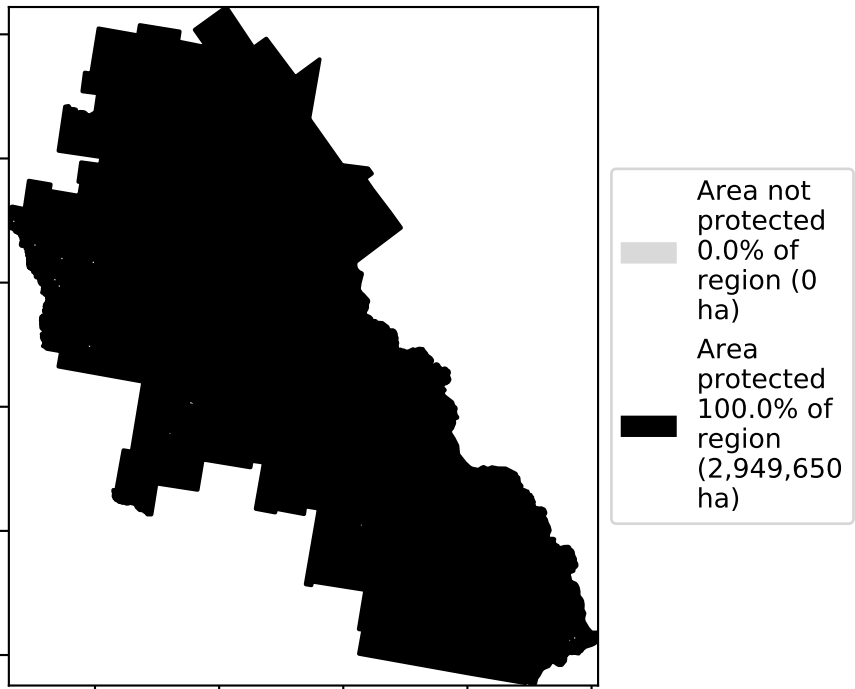 Area not
protected
0.0% of
region (0
ha)
Area
protected
100.0% of
region
(2,949,650
ha)